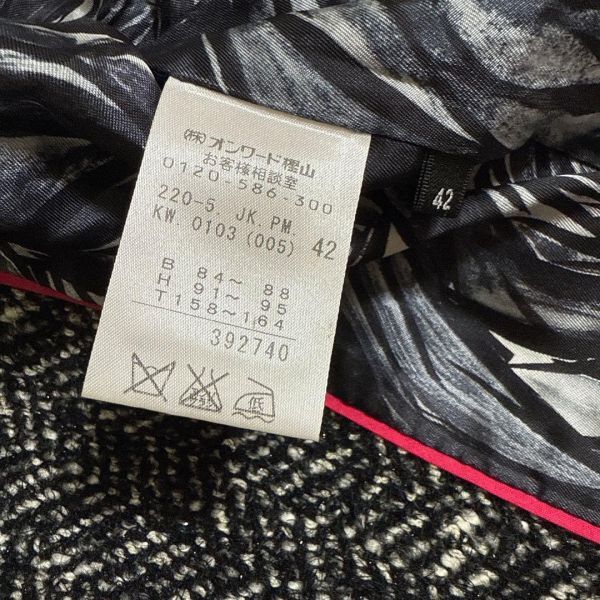 (株)オンワード樫山
お客様相談室
0120-586-300
220-5. JK.PM.
KW. 0103(005) 42
B 84～ 88
H 91～ 95
T158～164
392740
低
42